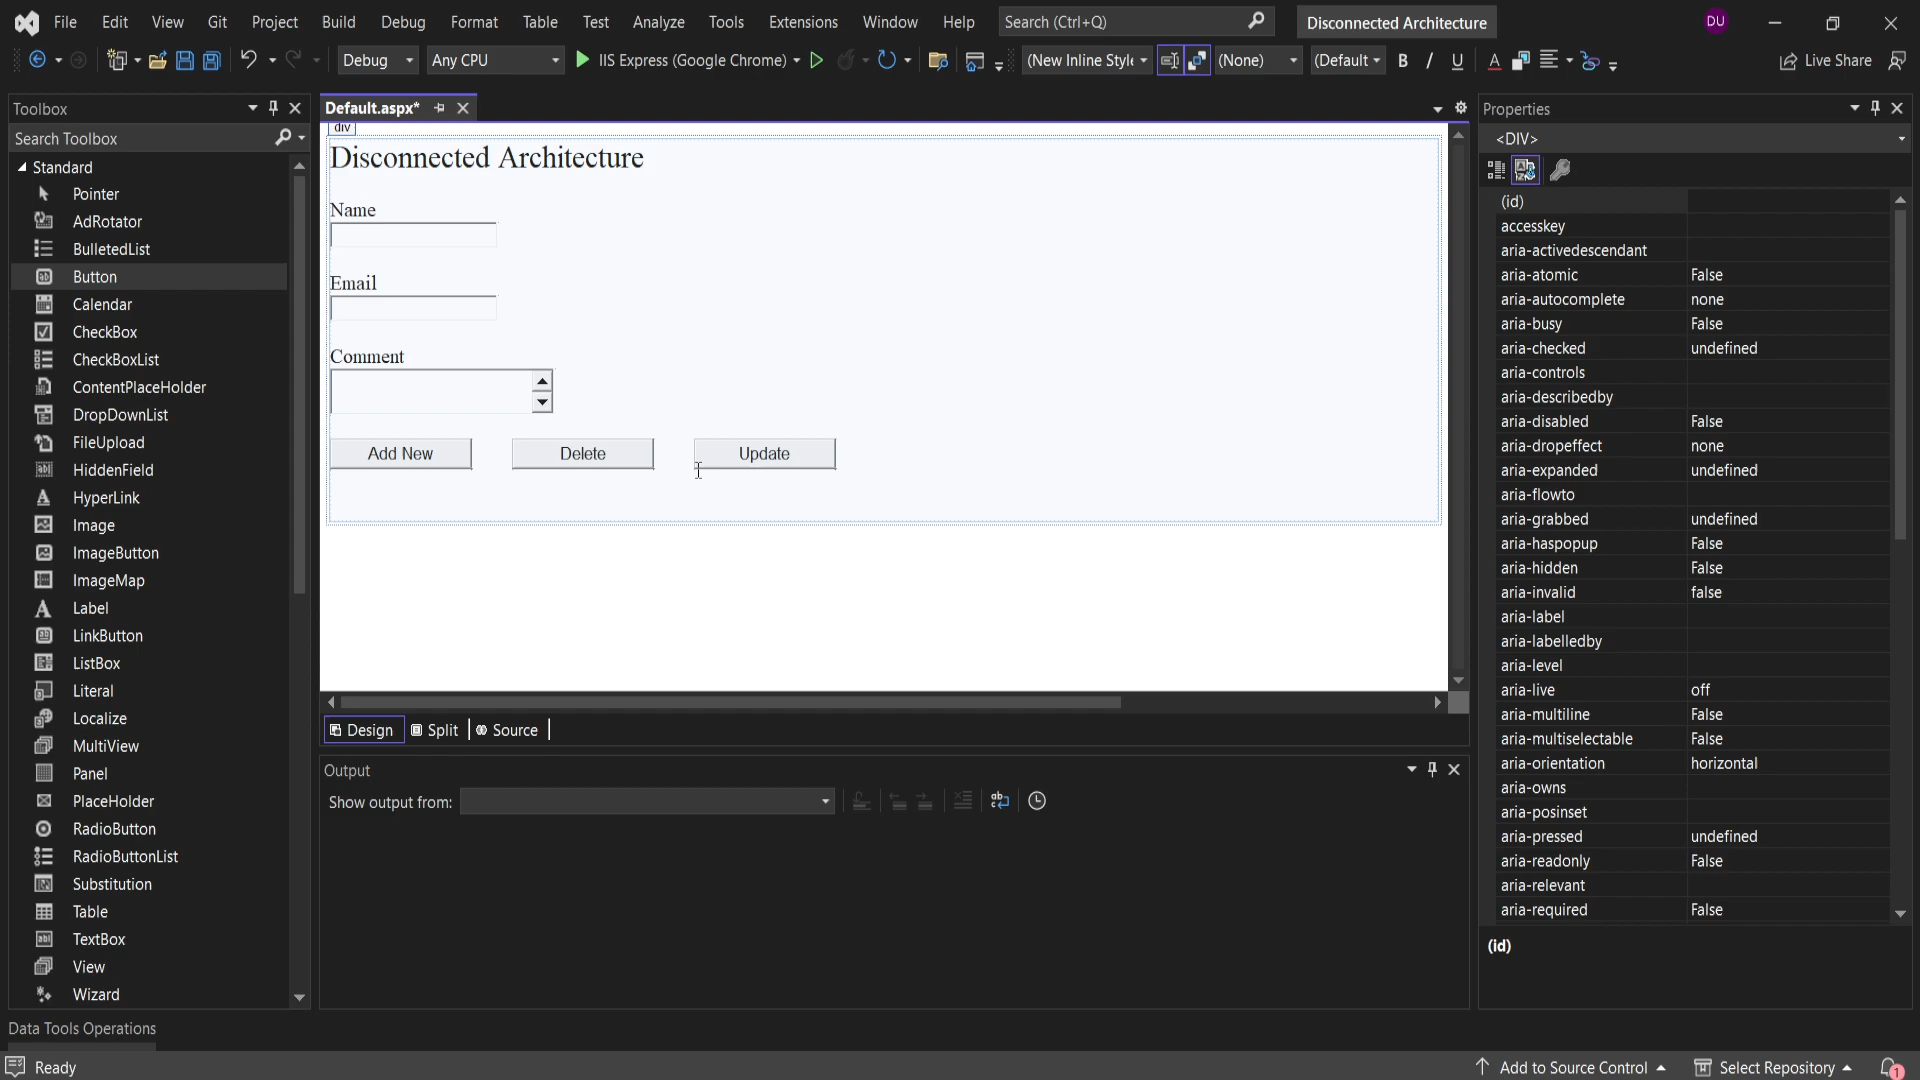 File Edit View Git Project Build Debug Format Table Test Analyze Tools Extensions Window Help Search (Ctrl+Q) Disconnected Architecture DU
Debug Any CPU IIS Express (Google Chrome) (New Inline Style (None) (Default B I U A Live Share
Toolbox
Search Toolbox
Standard
Pointer
AdRotator
BulletedList
Button
Calendar
CheckBox
CheckBoxList
ContentPlaceHolder
DropDownList
FileUpload
HiddenField
HyperLink
Image
ImageButton
ImageMap
Label
LinkButton
ListBox
Literal
Localize
MultiView
Panel
PlaceHolder
RadioButton
RadioButtonList
Substitution
Table
TextBox
View
Wizard
Default.aspx*
div
Disconnected Architecture
Name
Email
Comment
Add New Delete Update
Design Split Source
Output
Show output from:
Properties
<DIV>
(id)
accesskey
aria-activedescendant
aria-atomic False
aria-autocomplete none
aria-busy False
aria-checked undefined
aria-controls
aria-describedby
aria-disabled False
aria-dropeffect none
aria-expanded undefined
aria-flowto
aria-grabbed undefined
aria-haspopup False
aria-hidden False
aria-invalid false
aria-label
aria-labelledby
aria-level
aria-live off
aria-multiline False
aria-multiselectable False
aria-orientation horizontal
aria-owns
aria-posinset
aria-pressed undefined
aria-readonly False
aria-relevant
aria-required False
(id)
Data Tools Operations
Ready Add to Source Control Select Repository 1